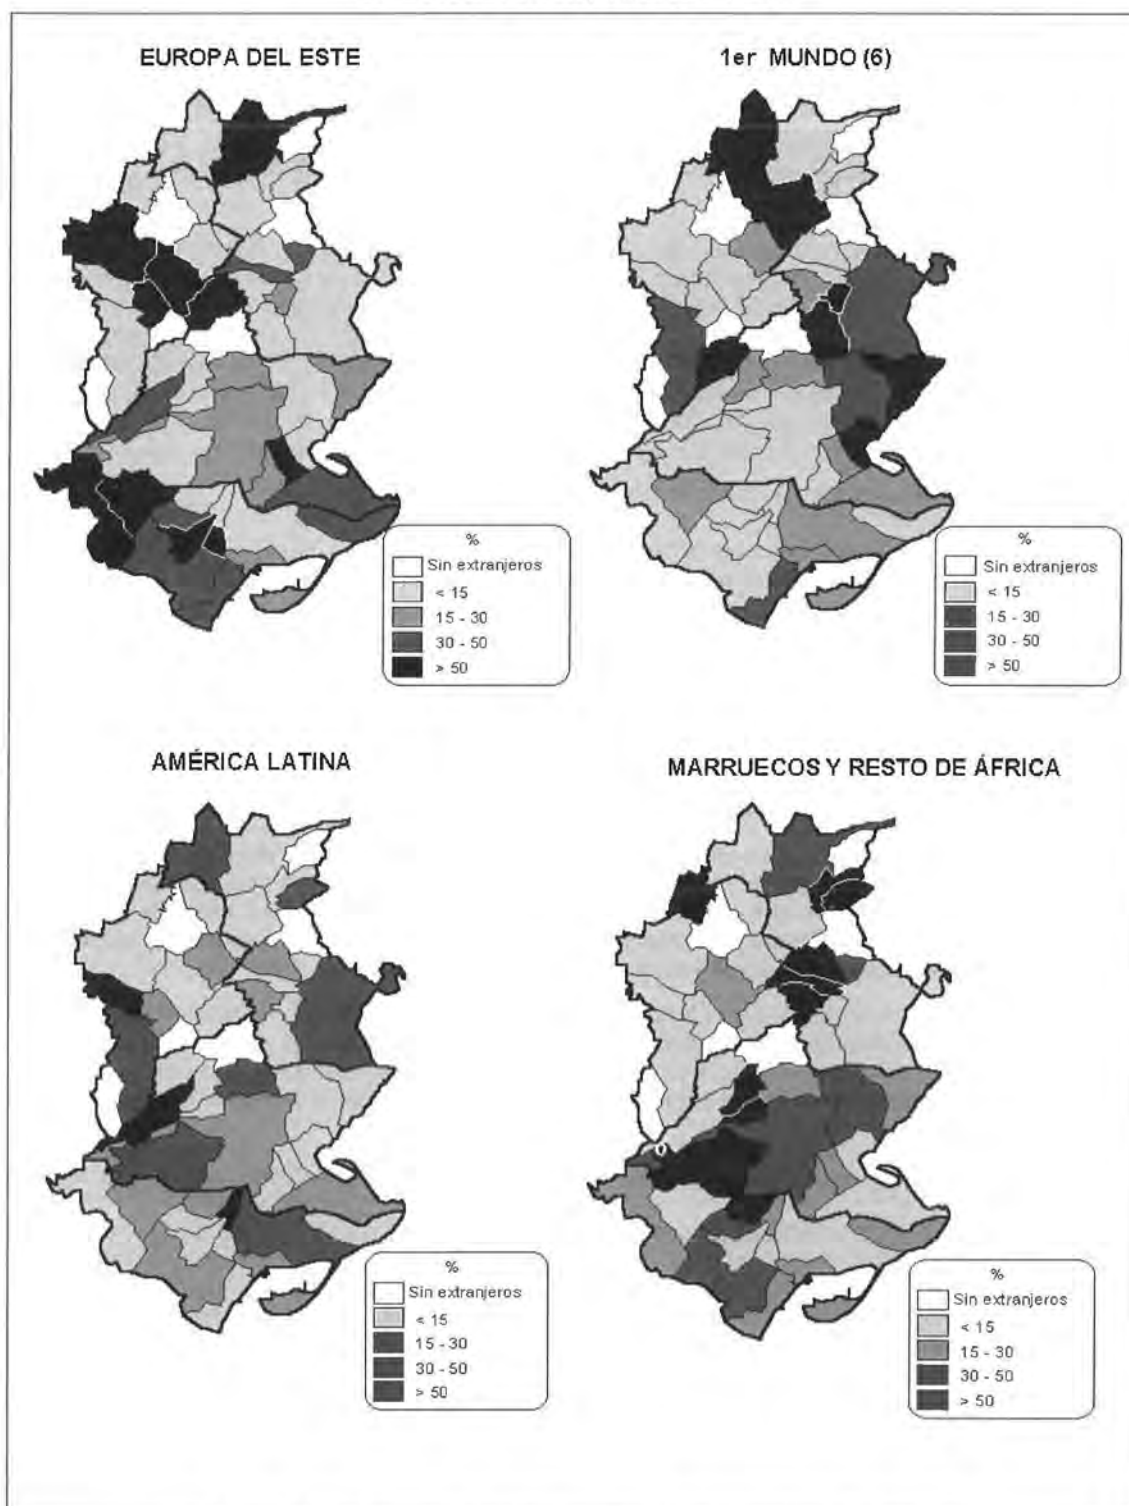 EUROPA DEL ESTE
1er MUNDO (6)
%
Sin extranjeros
< 15
15 - 30
30 - 50
> 50
%
Sin extranjeros
< 15
15 - 30
30 - 50
> 50
AMÉRICA LATINA
MARRUECOS Y RESTO DE ÁFRICA
%
Sin extranjeros
< 15
15 - 30
30 - 50
> 50
%
Sin extranjeros
< 15
15 - 30
30 - 50
> 50